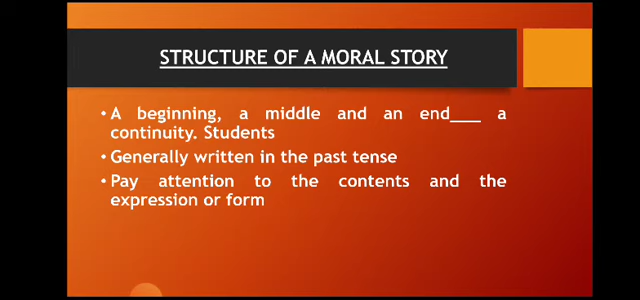 STRUCTURE OF A MORAL STORY
• A beginning, a middle and an end___ a
continuity. Students
• Generally written in the past tense
• Pay attention to the contents and the
expression or form